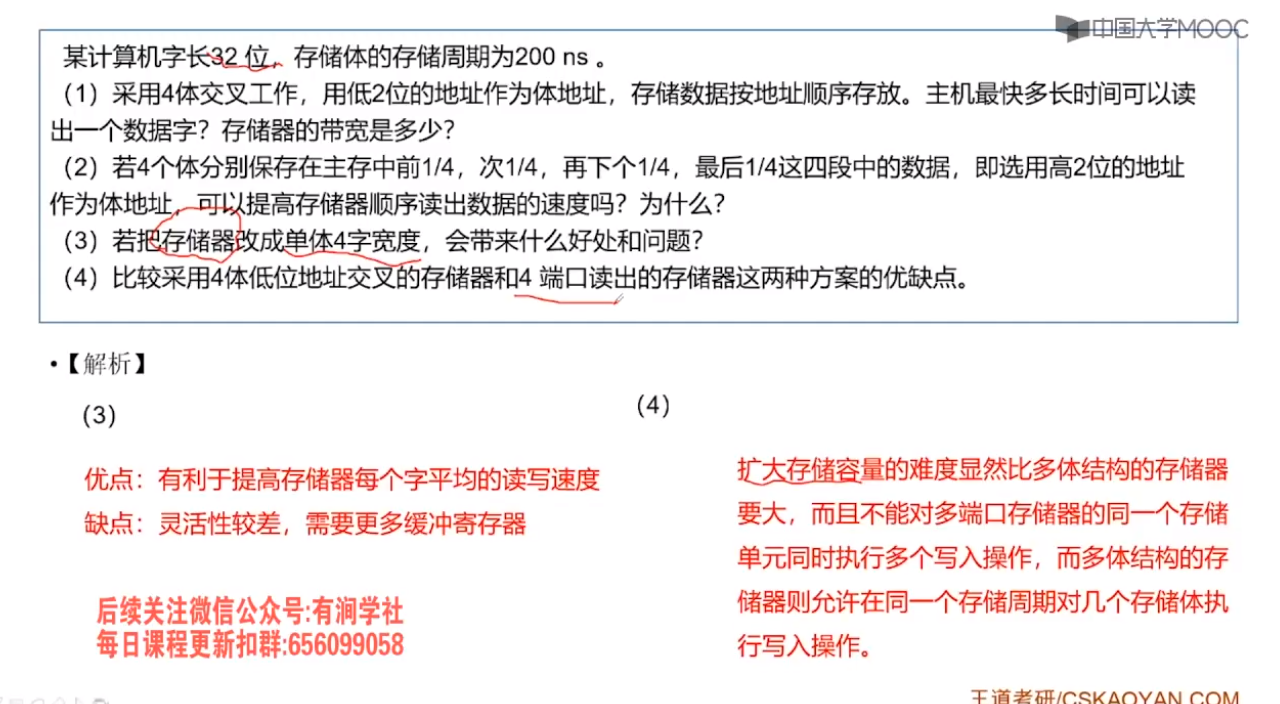 中国大学MOOC
某计算机字长32 位，存储体的存储周期为200 ns 。
（1）采用4体交叉工作，用低2位的地址作为体地址，存储数据按地址顺序存放。主机最快多长时间可以读
出一个数据字？存储器的带宽是多少？
（2）若4个体分别保存在主存中前1/4，次1/4，再下个1/4，最后1/4这四段中的数据，即选用高2位的地址
作为体地址，可以提高存储器顺序读出数据的速度吗？为什么？
（3）若把存储器改成单体4字宽度，会带来什么好处和问题？
（4）比较采用4体低位地址交叉的存储器和4 端口读出的存储器这两种方案的优缺点。
•【解析】
（3）
优点：有利于提高存储器每个字平均的读写速度
缺点：灵活性较差，需要更多缓冲寄存器
（4）
扩大存储容量的难度显然比多体结构的存储器
要大，而且不能对多端口存储器的同一个存储
单元同时执行多个写入操作，而多体结构的存
储器则允许在同一个存储周期对几个存储体执
行写入操作。
后续关注微信公众号:有涧学社
每日课程更新扣群:656099058
王道考研/CSKAOYAN.COM